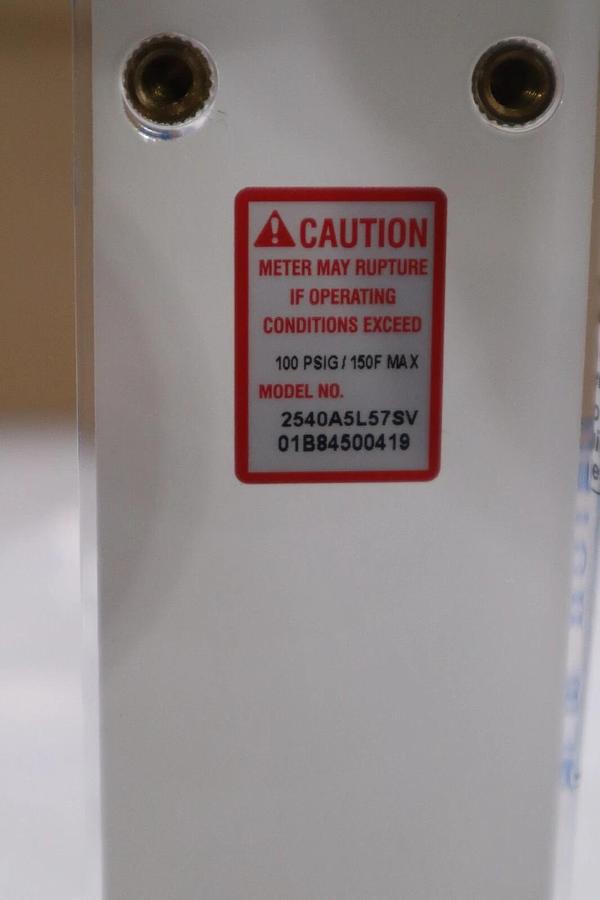 CAUTION
METER MAY RUPTURE
IF OPERATING
CONDITIONS EXCEED
100 PSIG / 150F MAX
MODEL NO.
2540A5L57SV
01B84500419